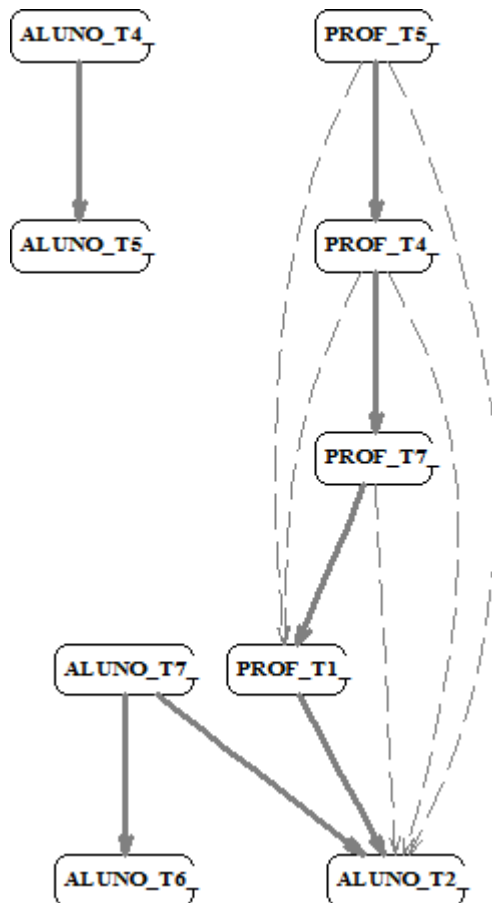 ALUNO_T4 PROF_T5
ALUNO_T5 PROF_T4
PROF_T7
ALUNO_T7 PROF_T1
ALUNO_T6 ALUNO_T2